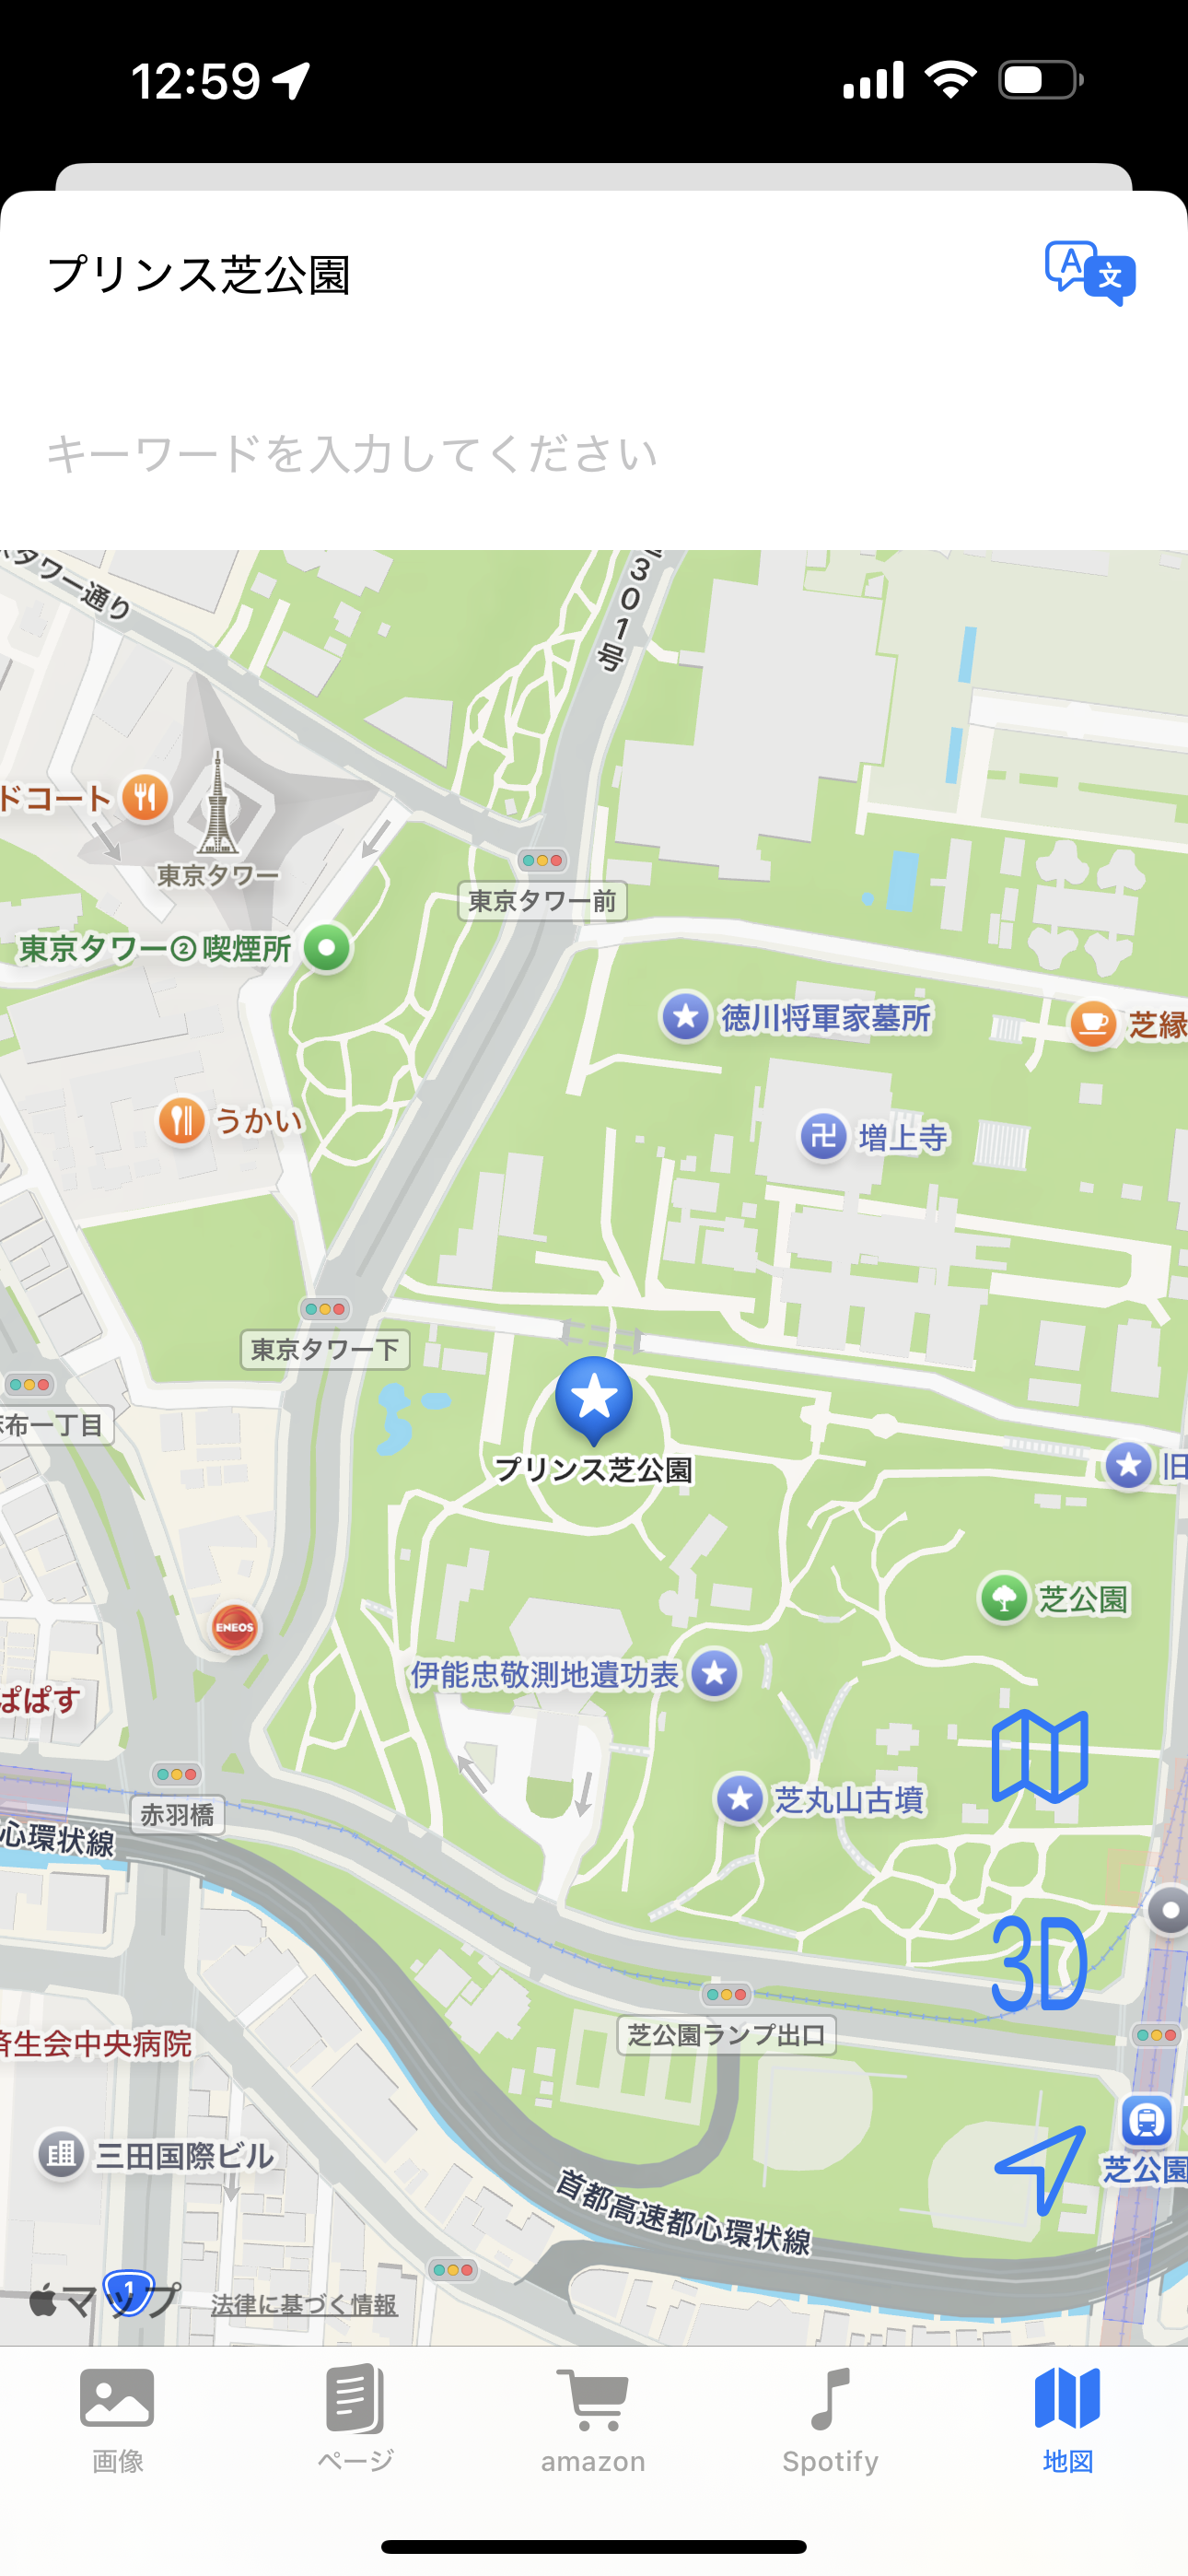 12:59
プリンス芝公園
A
文
キーワードを入力してください
タワー通り
301号
ドコート
東京タワー
東京タワー前
東京タワー②喫煙所
徳川将軍家墓所
芝縁
うかい
卍
増上寺
東京タワー下
布一丁目
プリンス芝公園
旧
芝公園
ENEOS
伊能忠敬測地遺功表
ぱぱす
芝丸山古墳
赤羽橋
心環状線
3D
芝公園ランプ出口
済生会中央病院
三田国際ビル
芝公園
首都高速都心環状線
マップ
1
法律に基づく情報
画像
ページ
amazon
Spotify
地図